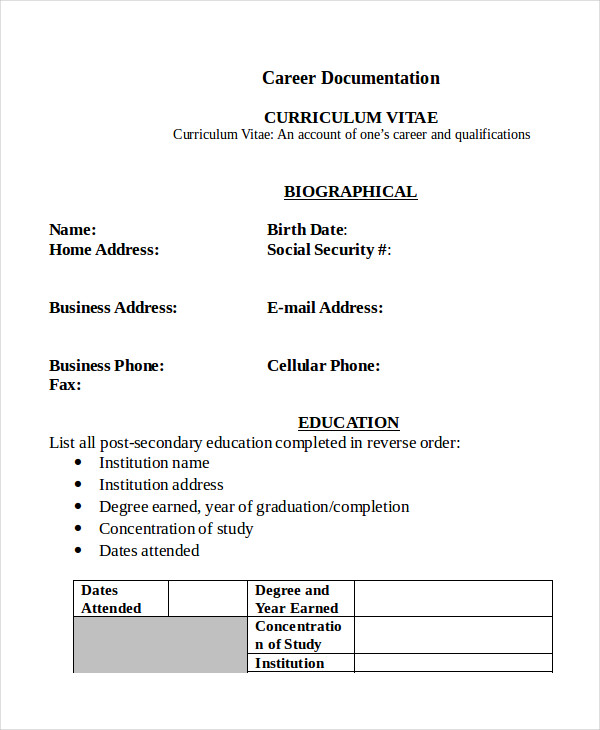 Career Documentation
CURRICULUM VITAE
Curriculum Vitae: An account of one’s career and qualifications
BIOGRAPHICAL
Name: Birth Date:
Home Address: Social Security #:
Business Address: E-mail Address:
Business Phone: Cellular Phone:
Fax:
EDUCATION
List all post-secondary education completed in reverse order:
• Institution name
• Institution address
• Degree earned, year of graduation/completion
• Concentration of study
• Dates attended
Dates Degree and
Attended Year Earned
Concentratio
n of Study
Institution